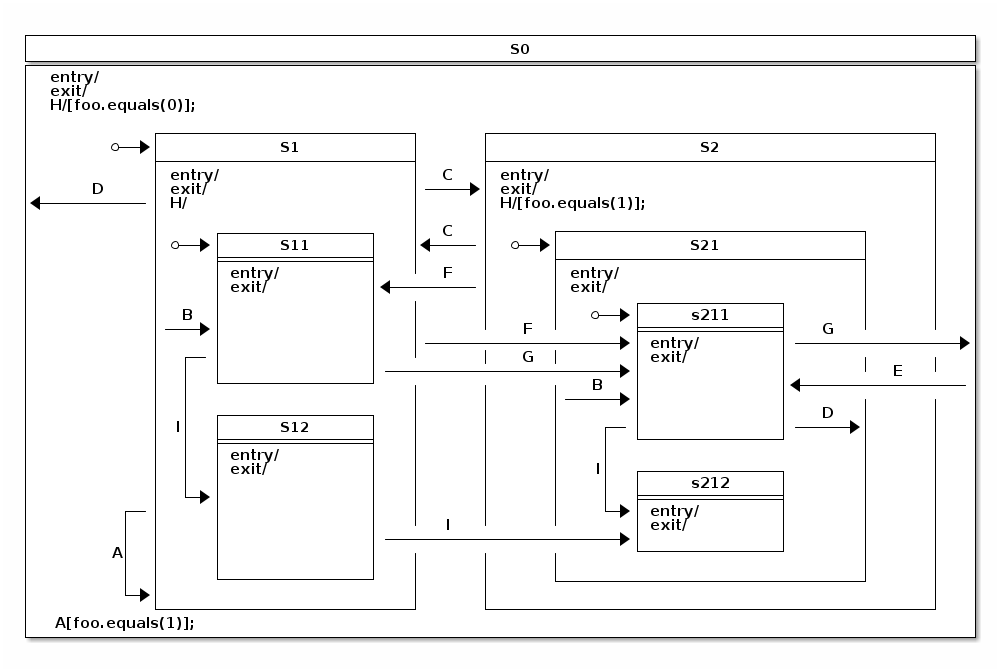 S0
entry/
exit/
H/[foo.equals(0)];
S1
S2
entry/
exit/
H/
C
entry/
exit/
H/[foo.equals(1)];
D
C
S11
S21
entry/
exit/
F
entry/
exit/
B
s211
F
G
entry/
exit/
G
B
E
D
I
S12
entry/
exit/
I
s212
entry/
exit/
I
A
A[foo.equals(1)];